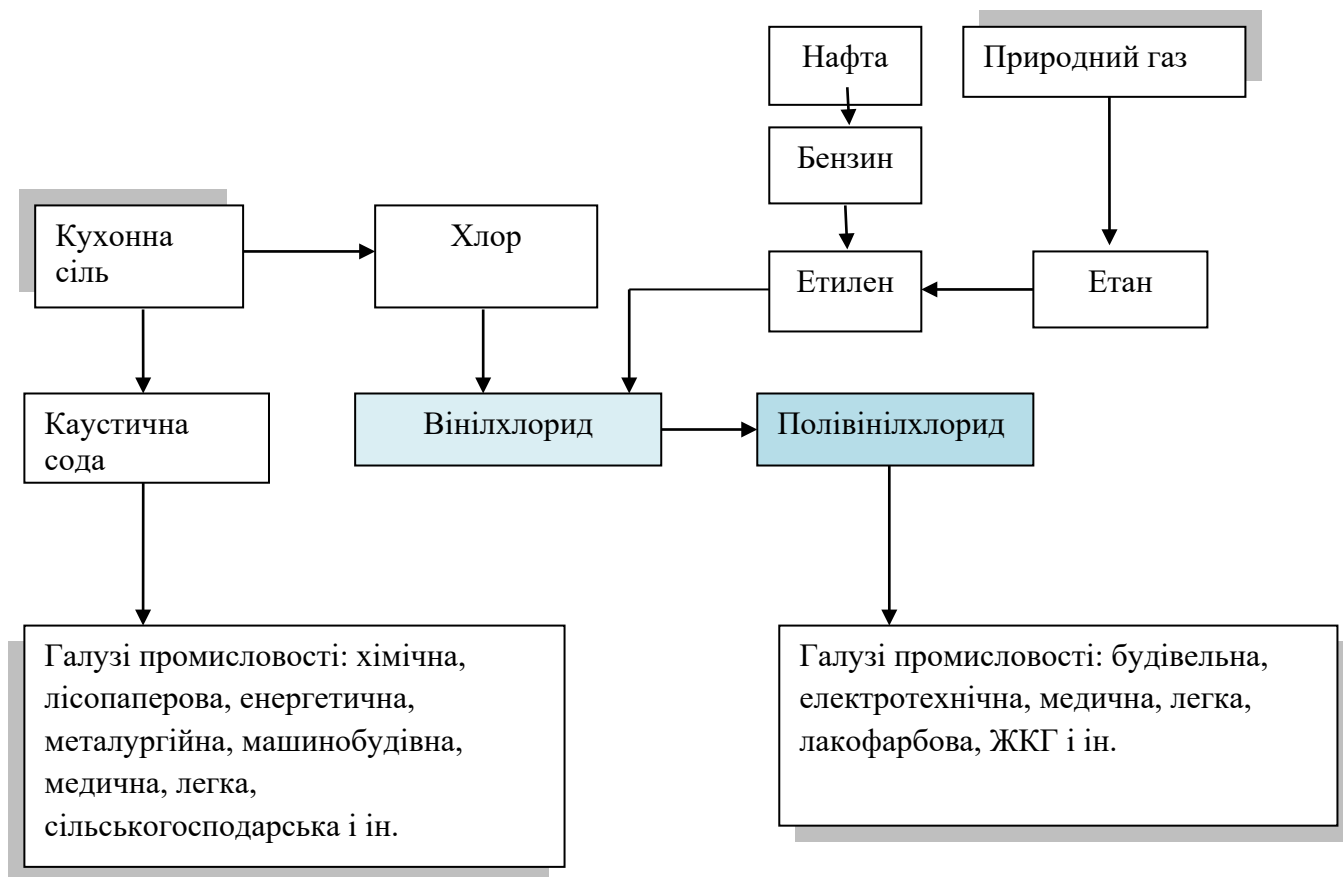 Нафта
Природний газ
Бензин
Кухонна
сіль
Хлор
Етилен
Етан
Каустична
сода
Вінілхлорид
Полівінілхлорид
Галузі промисловості: хімічна,
лісопаперова, енергетична,
металургійна, машинобудівна,
медична, легка,
сільськогосподарська і ін.
Галузі промисловості: будівельна,
електротехнічна, медична, легка,
лакофарбова, ЖКГ і ін.